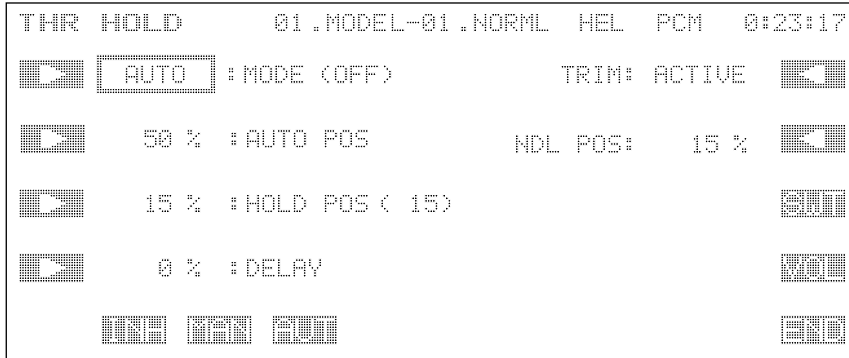 THR HOLD 01.MODEL-01.NORML HEL PCM 0:23:17
AUTO :MODE (OFF) TRIM: ACTIVE
50 % :AUTO POS NDL POS: 15 %
15 % :HOLD POS( 15) SWT
0 % :DELAY VOL
INH MAN AUT END